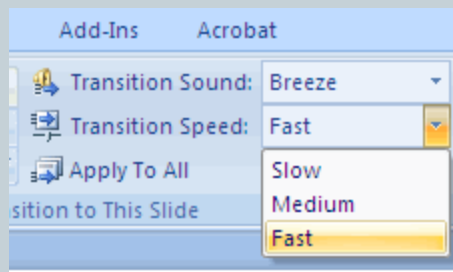 Add-Ins Acrobat
Transition Sound: Breeze
Transition Speed: Fast
Apply To All
Slow
Medium
sition to This Slide
Fast